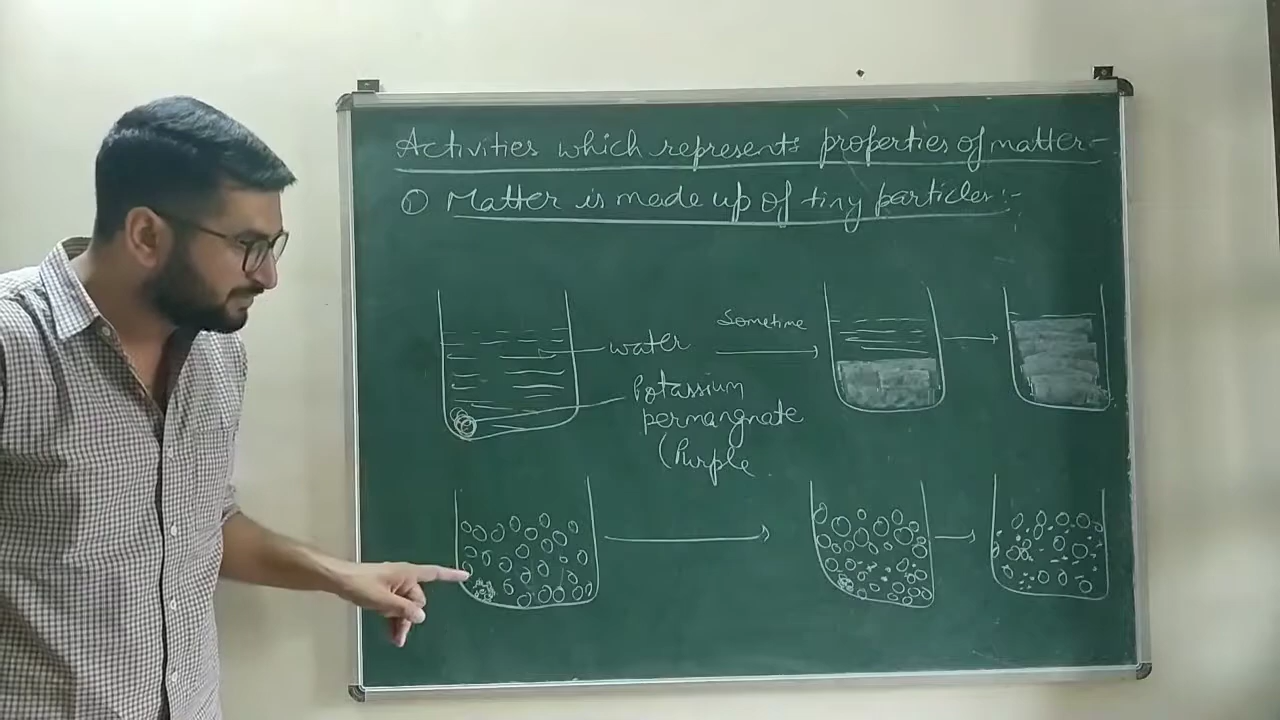 Activities which represents properties of matter:-
① Matter is made up of tiny particles:-
water
Sometime
Potassium
permangnate
(Purple